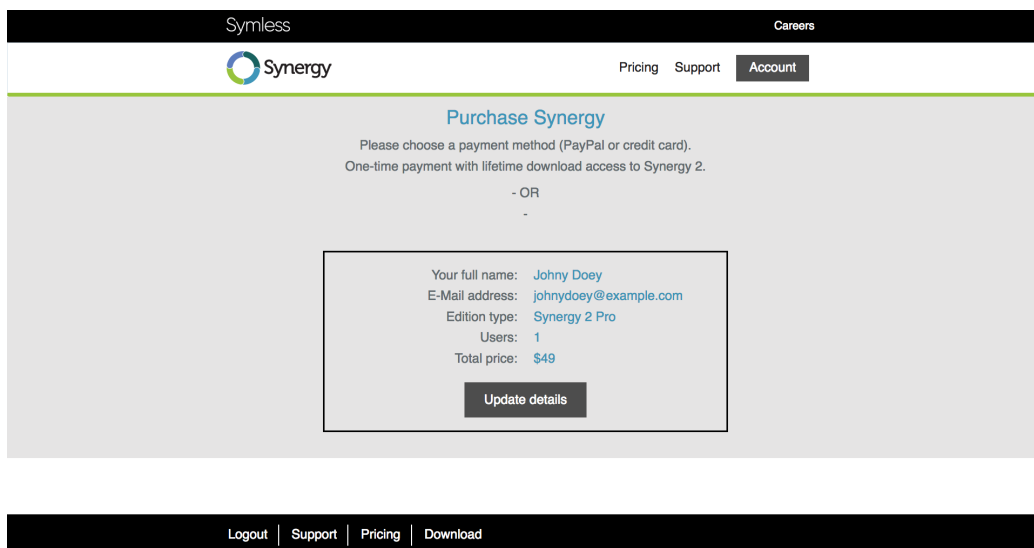 Symless Careers
Synergy Pricing Support Account
Purchase Synergy
Please choose a payment method (PayPal or credit card).
One-time payment with lifetime download access to Synergy 2.
- OR
-
Your full name: Johny Doey
E-Mail address: johnydoey@example.com
Edition type: Synergy 2 Pro
Users: 1
Total price: $49
Update details
Logout | Support | Pricing | Download